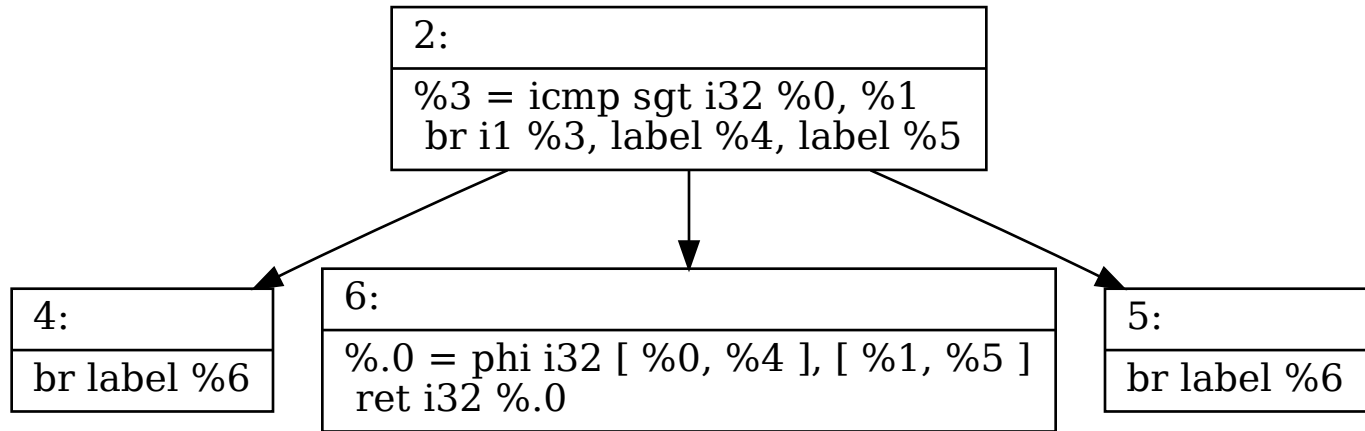 2:
%3 = icmp sgt i32 %0, %1
br i1 %3, label %4, label %5
4:
br label %6
6:
%.0 = phi i32 [ %0, %4 ], [ %1, %5 ]
ret i32 %.0
5:
br label %6